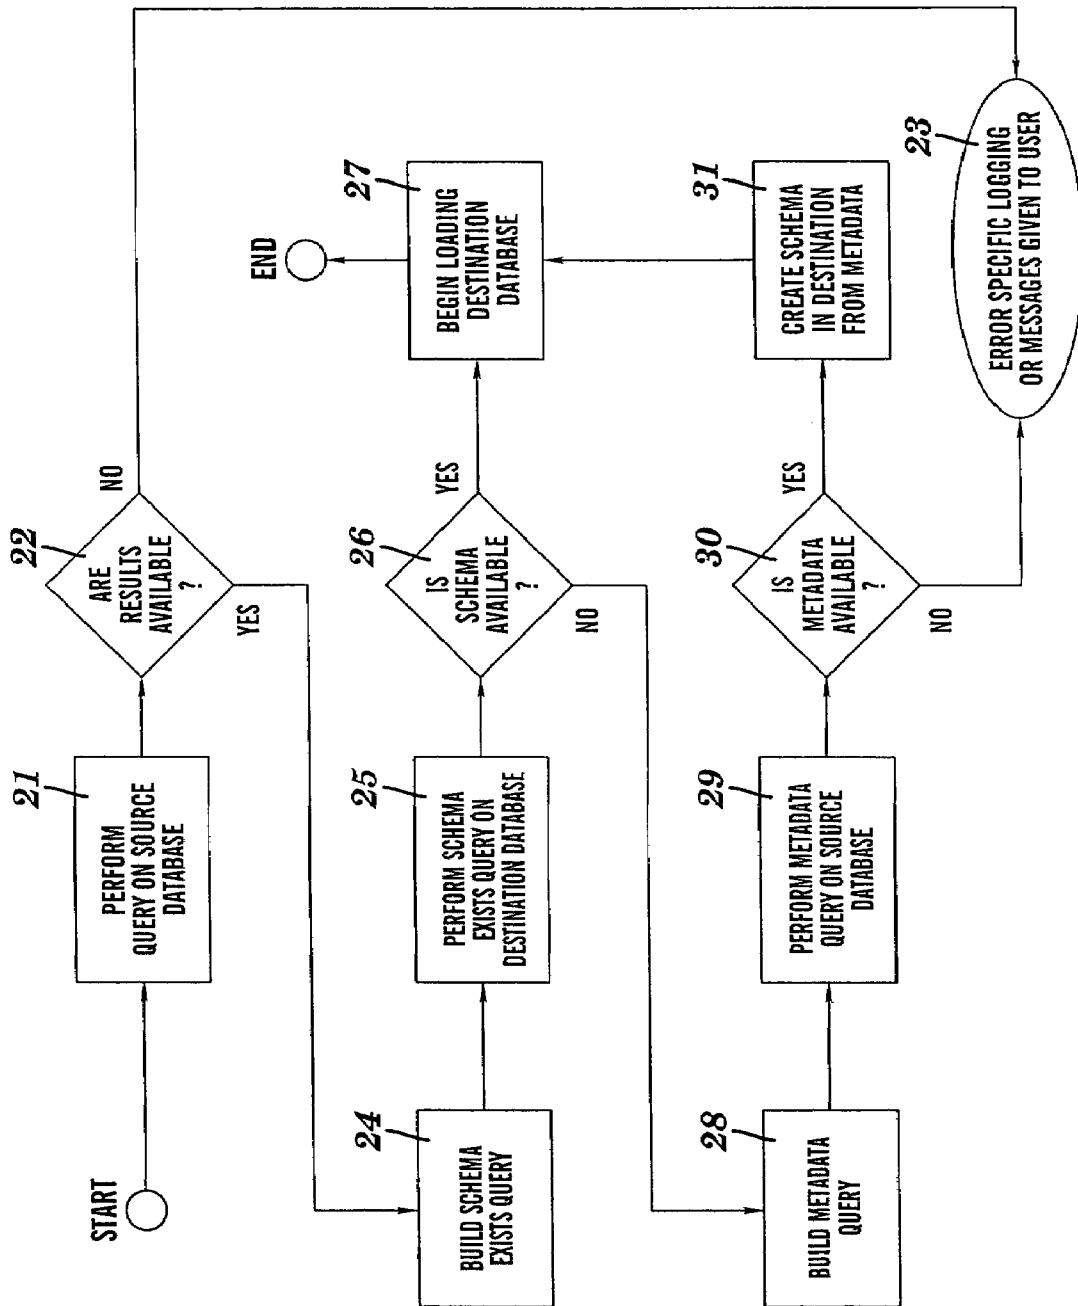 START
21
PERFORM
QUERY ON SOURCE
DATABASE
22
ARE
RESULTS
AVAILABLE
?
NO
YES
24
BUILD SCHEMA
EXISTS QUERY
25
PERFORM SCHEMA
EXISTS QUERY ON
DESTINATION DATABASE
26
IS
SCHEMA
AVAILABLE
?
YES
NO
27
BEGIN LOADING
DESTINATION
DATABASE
END
28
BUILD METADATA
QUERY
29
PERFORM METADATA
QUERY ON SOURCE
DATABASE
30
IS
METADATA
AVAILABLE
?
YES
NO
31
CREATE SCHEMA
IN DESTINATION
FROM METADATA
23
ERROR SPECIFIC LOGGING
OR MESSAGES GIVEN TO USER